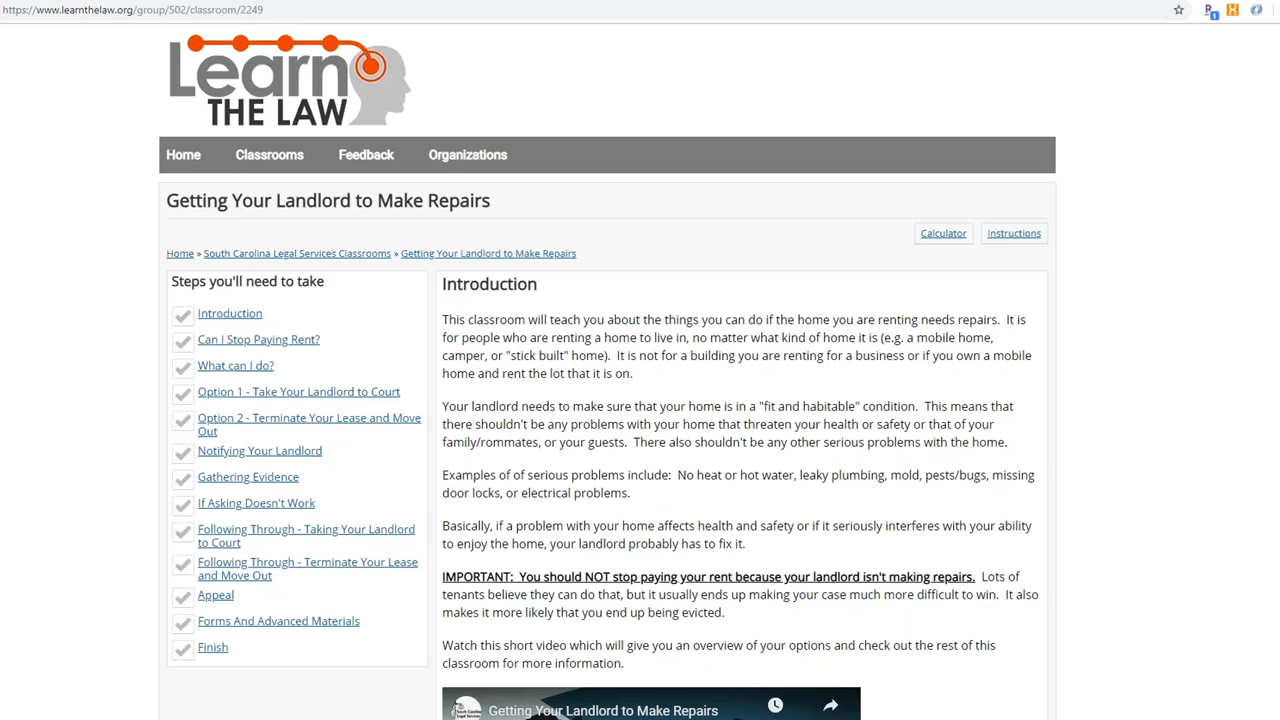 https://www.learnthelaw.org/group/502/classroom/2249
Learn
THE LAW
Home Classrooms Feedback Organizations
Getting Your Landlord to Make Repairs
Calculator Instructions
Home » South Carolina Legal Services Classrooms » Getting Your Landlord to Make Repairs
Steps you'll need to take
Introduction
Can I Stop Paying Rent?
What can I do?
Option 1 - Take Your Landlord to Court
Option 2 - Terminate Your Lease and Move
Out
Notifying Your Landlord
Gathering Evidence
If Asking Doesn't Work
Following Through - Taking Your Landlord
to Court
Following Through - Terminate Your Lease
and Move Out
Appeal
Forms And Advanced Materials
Finish
Introduction
This classroom will teach you about the things you can do if the home you are renting needs repairs. It is
for people who are renting a home to live in, no matter what kind of home it is (e.g. a mobile home,
camper, or "stick built" home). It is not for a building you are renting for a business or if you own a mobile
home and rent the lot that it is on.
Your landlord needs to make sure that your home is in a "fit and habitable" condition. This means that
there shouldn't be any problems with your home that threaten your health or safety or that of your
family/rommates, or your guests. There also shouldn't be any other serious problems with the home.
Examples of of serious problems include: No heat or hot water, leaky plumbing, mold, pests/bugs, missing
door locks, or electrical problems.
Basically, if a problem with your home affects health and safety or if it seriously interferes with your ability
to enjoy the home, your landlord probably has to fix it.
IMPORTANT: You should NOT stop paying your rent because your landlord isn't making repairs. Lots of
tenants believe they can do that, but it usually ends up making your case much more difficult to win. It also
makes it more likely that you end up being evicted.
Watch this short video which will give you an overview of your options and check out the rest of this
classroom for more information.
South Carolina
Legal Services
Getting Your Landlord to Make Repairs